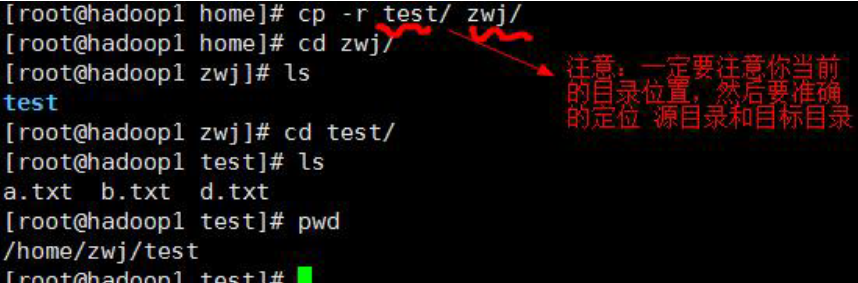 [root@hadoop1 home]# cp -r test/ zwj/
[root@hadoop1 home]# cd zwj/
[root@hadoop1 zwj]# ls
test
[root@hadoop1 zwj]# cd test/
[root@hadoop1 test]# ls
a.txt  b.txt  d.txt
[root@hadoop1 test]# pwd
/home/zwj/test
[root@hadoop1 test]#
注意：一定要注意你当前
的目录位置，然后要准确
的定位 源目录和目标目录